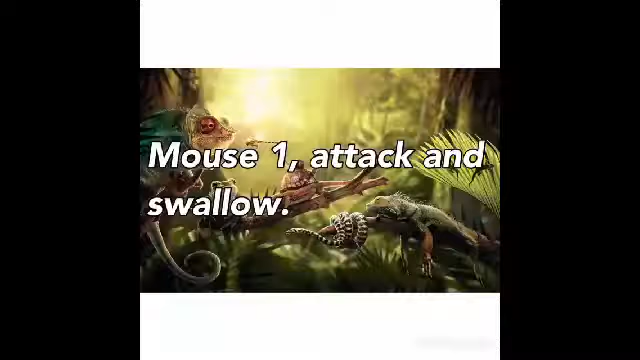 Mouse 1, attack and
swallow.